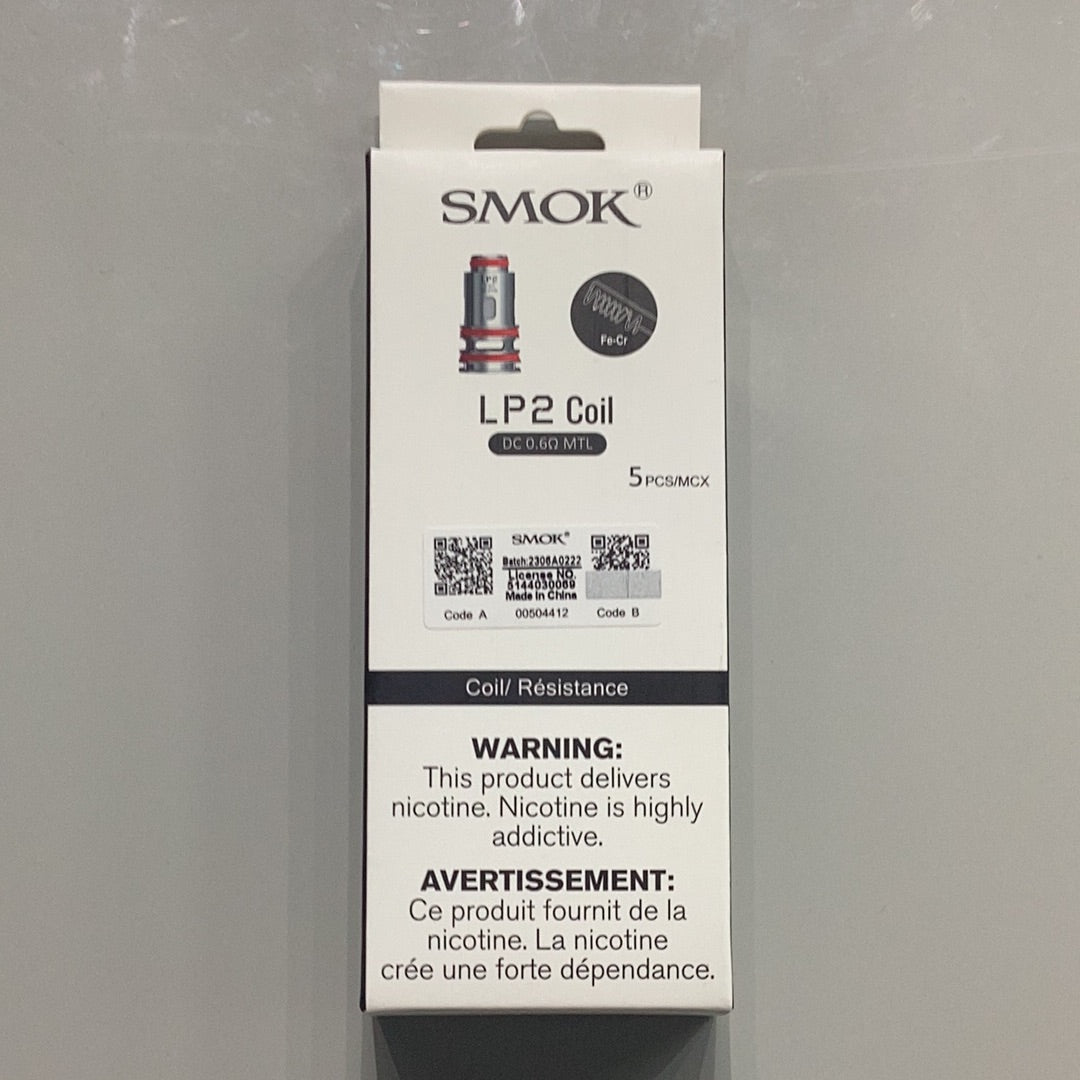 SMOK®
Fe-Cr
LP2 Coil
DC 0.6Ω MTL
5 PCS/MCX
SMOK®
Batch:2306A0222
License NO.
5144030069
Made in China
Code A 00504412 Code B
Coil/ Résistance
WARNING:
This product delivers
nicotine. Nicotine is highly
addictive.
AVERTISSEMENT:
Ce produit fournit de la
nicotine. La nicotine
crée une forte dépendance.